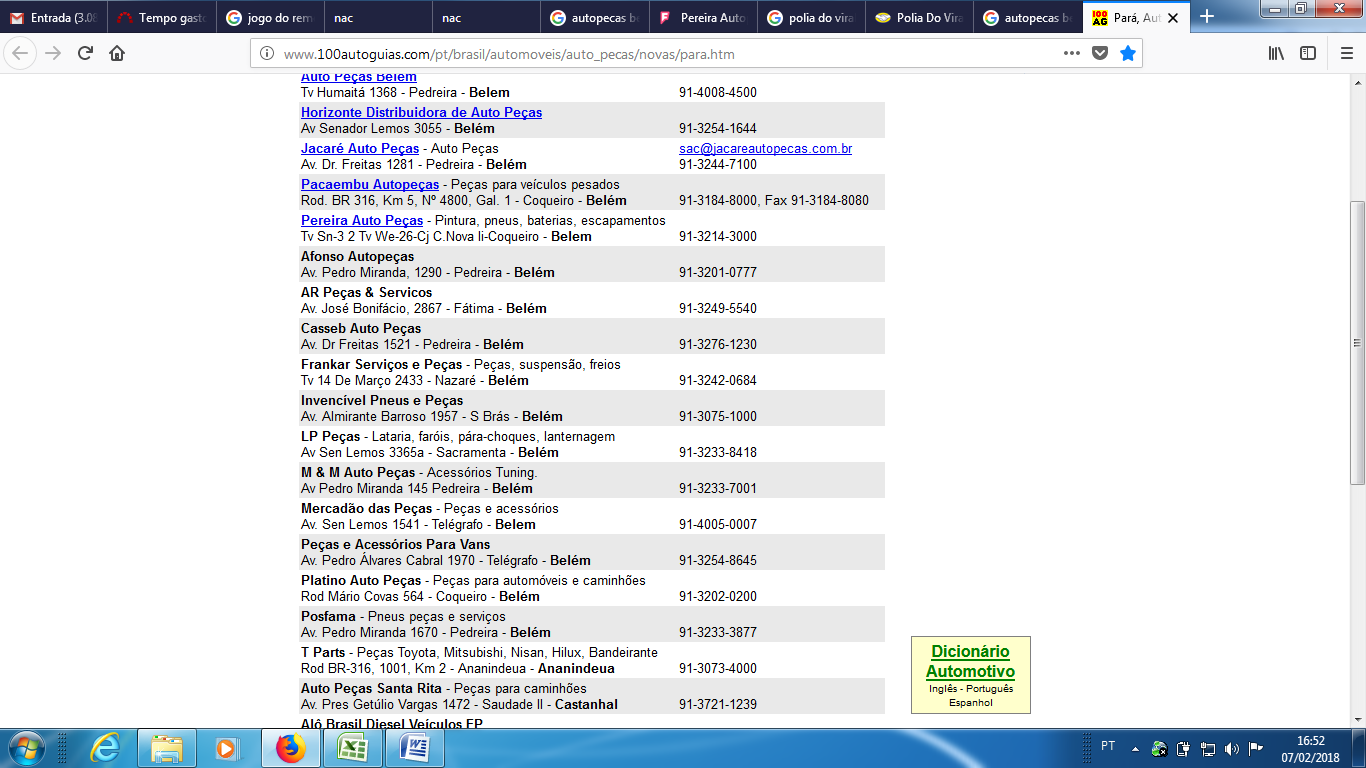 Entrada (3.08
Tempo gasto
jogo do rem
nac
nac
autopecas be
Pereira Auto
polia do vira
Polia Do Vira
autopecas be
100 AG Pará, Aut
www.100autoguias.com/pt/brasil/automoveis/auto_pecas/novas/para.htm
Auto Peças Belém
Tv Humaitá 1368 - Pedreira - Belem 91-4008-4500
Horizonte Distribuidora de Auto Peças
Av Senador Lemos 3055 - Belém 91-3254-1644
Jacaré Auto Peças - Auto Peças sac@jacareautopecas.com.br
Av. Dr. Freitas 1281 - Pedreira - Belém 91-3244-7100
Pacaembu Autopeças - Peças para veículos pesados
Rod. BR 316, Km 5, Nº 4800, Gal. 1 - Coqueiro - Belém 91-3184-8000, Fax 91-3184-8080
Pereira Auto Peças - Pintura, pneus, baterias, escapamentos
Tv Sn-3 2 Tv We-26-Cj C.Nova Ii-Coqueiro - Belem 91-3214-3000
Afonso Autopeças
Av. Pedro Miranda, 1290 - Pedreira - Belém 91-3201-0777
AR Peças & Servicos
Av. José Bonifácio, 2867 - Fátima - Belém 91-3249-5540
Casseb Auto Peças
Av. Dr Freitas 1521 - Pedreira - Belém 91-3276-1230
Frankar Serviços e Peças - Peças, suspensão, freios
Tv 14 De Março 2433 - Nazaré - Belém 91-3242-0684
Invencível Pneus e Peças
Av. Almirante Barroso 1957 - S Brás - Belém 91-3075-1000
LP Peças - Lataria, faróis, pára-choques, lanternagem
Av Sen Lemos 3365a - Sacramenta - Belém 91-3233-8418
M & M Auto Peças - Acessórios Tuning.
Av Pedro Miranda 145 Pedreira - Belém 91-3233-7001
Mercadão das Peças - Peças e acessórios
Av. Sen Lemos 1541 - Telégrafo - Belem 91-4005-0007
Peças e Acessórios Para Vans
Av. Pedro Álvares Cabral 1970 - Telégrafo - Belém 91-3254-8645
Platino Auto Peças - Peças para automóveis e caminhões
Rod Mário Covas 564 - Coqueiro - Belém 91-3202-0200
Posfama - Pneus peças e serviços
Av. Pedro Miranda 1670 - Pedreira - Belém 91-3233-3877
T Parts - Peças Toyota, Mitsubishi, Nisan, Hilux, Bandeirante
Rod BR-316, 1001, Km 2 - Ananindeua - Ananindeua 91-3073-4000
Auto Peças Santa Rita - Peças para caminhões
Av. Pres Getúlio Vargas 1472 - Saudade II - Castanhal 91-3721-1239
Alô Brasil Diesel Veículos EP
Dicionário
Automotivo
Inglês - Português
Espanhol
PT
16:52
07/02/2018